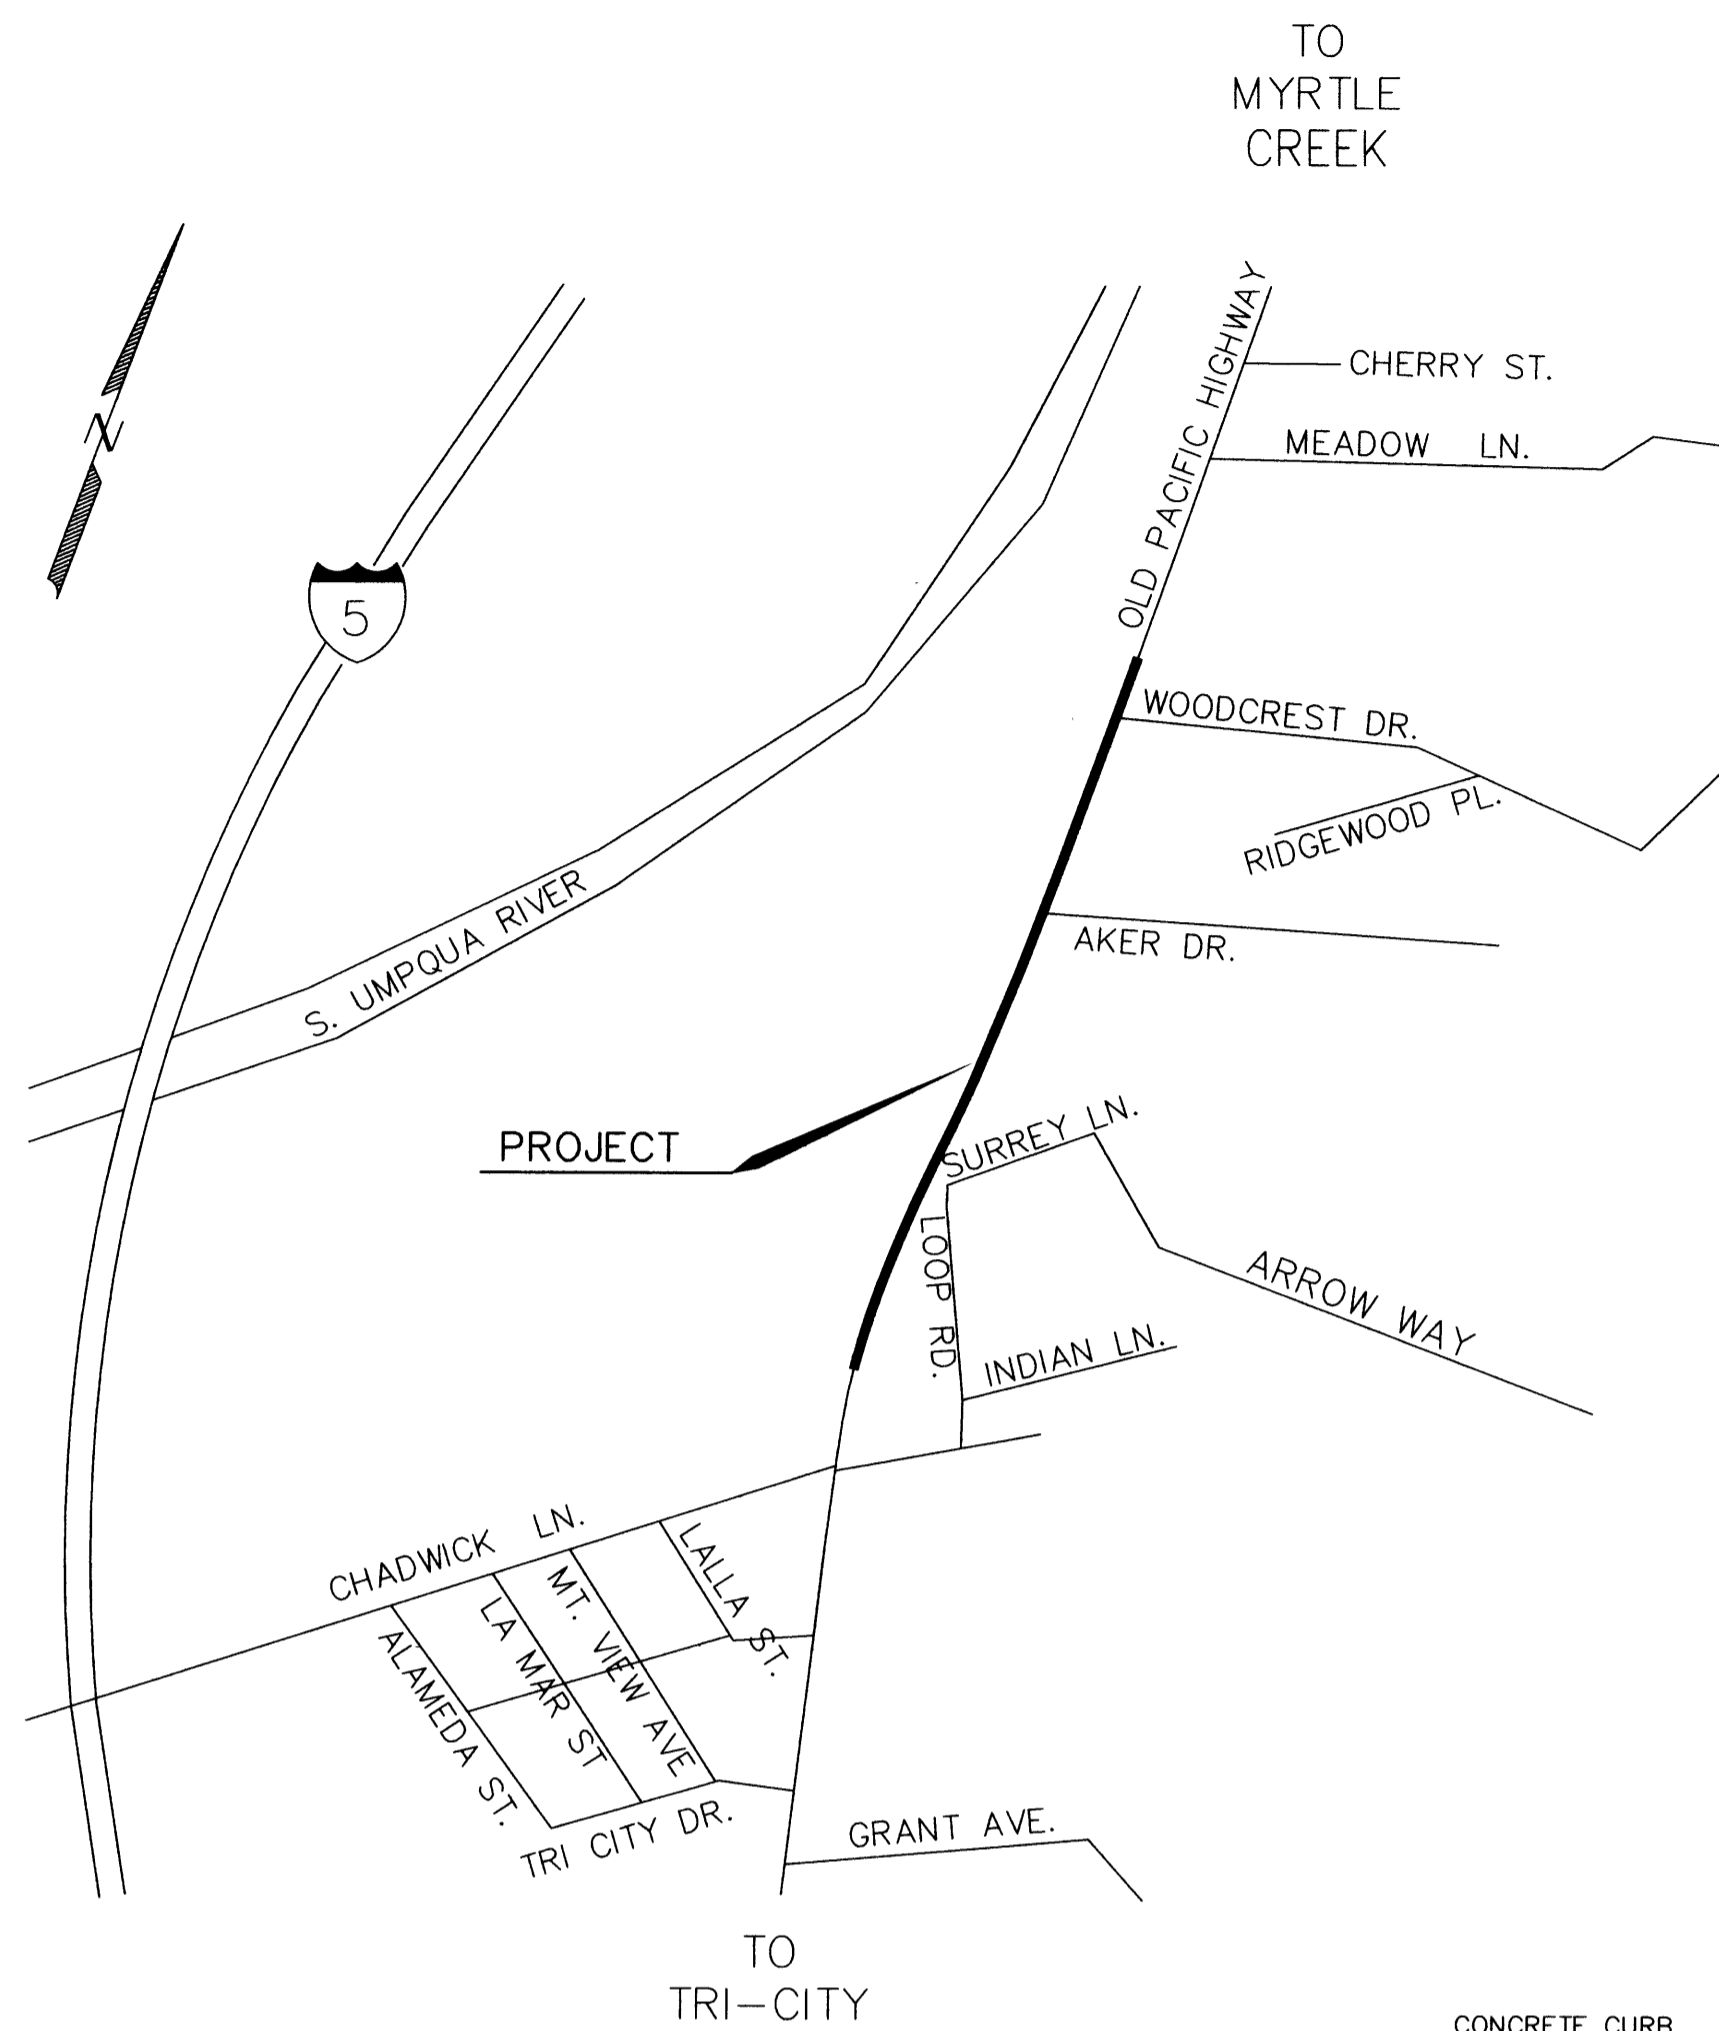 TO
MYRTLE
CREEK
OLD PACIFIC HIGHWAY
CHERRY ST.
N
MEADOW LN.
5
WOODCREST DR.
RIDGEWOOD PL.
S. UMPQUA RIVER
AKER DR.
PROJECT
SURREY LN.
LOOP RD.
ARROW WAY
INDIAN LN.
CHADWICK LN.
LALLA ST.
MT. VIEW AVE
LA MAR ST
ALAMEDA ST.
TRI CITY DR.
GRANT AVE.
TO
TRI-CITY
CONCRETE CURB